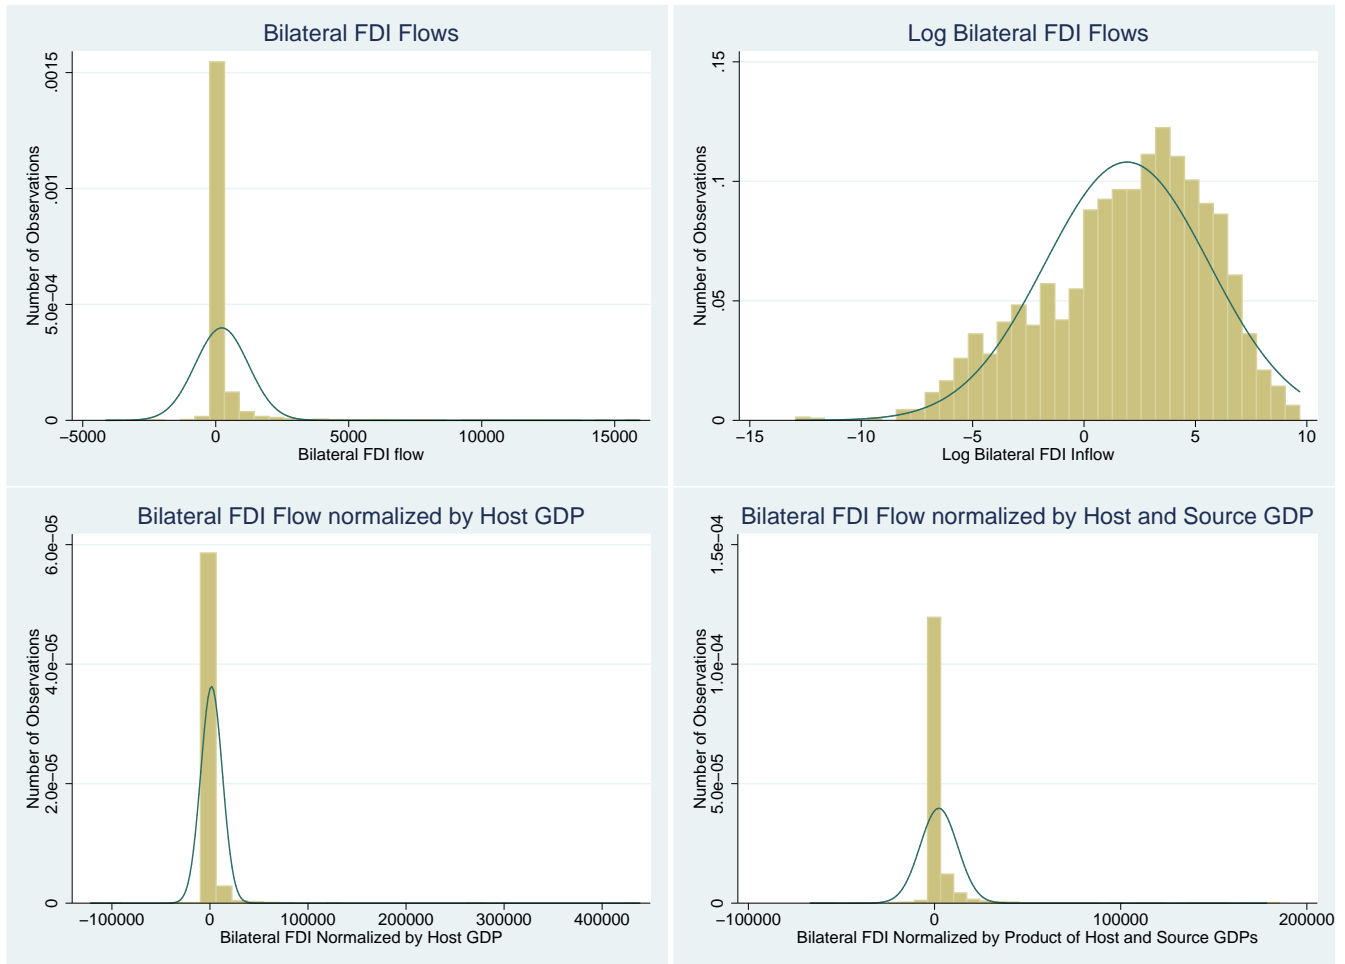 Bilateral FDI Flows
Number of Observations
.0015
.001
5.0e−04
0
−5000 0 5000 10000 15000
Bilateral FDI flow
Log Bilateral FDI Flows
Number of Observations
.15
.1
.05
0
−15 −10 −5 0 5 10
Log Bilateral FDI Inflow
Bilateral FDI Flow normalized by Host GDP
Number of Observations
6.0e−05
4.0e−05
2.0e−05
0
−100000 0 100000 200000 300000 400000
Bilateral FDI Normalized by Host GDP
Bilateral FDI Flow normalized by Host and Source GDP
Number of Observations
1.5e−04
1.0e−04
5.0e−05
0
−100000 0 100000 200000
Bilateral FDI Normalized by Product of Host and Source GDPs